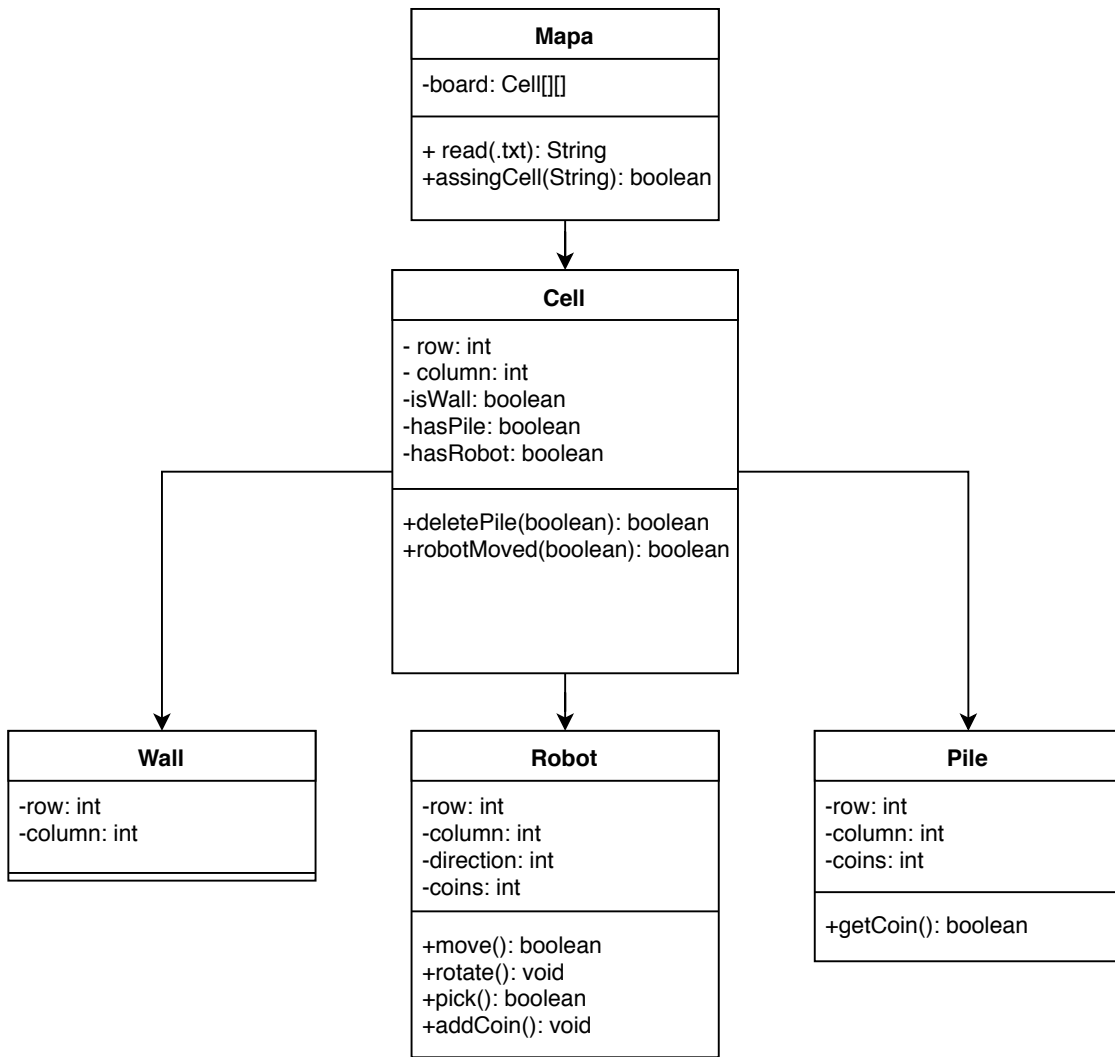 Mapa
-board: Cell[][]
+ read(.txt): String
+assingCell(String): boolean
Cell
- row: int
- column: int
-isWall: boolean
-hasPile: boolean
-hasRobot: boolean
+deletePile(boolean): boolean
+robotMoved(boolean): boolean
Wall
-row: int
-column: int
Robot
-row: int
-column: int
-direction: int
-coins: int
+move(): boolean
+rotate(): void
+pick(): boolean
+addCoin(): void
Pile
-row: int
-column: int
-coins: int
+getCoin(): boolean